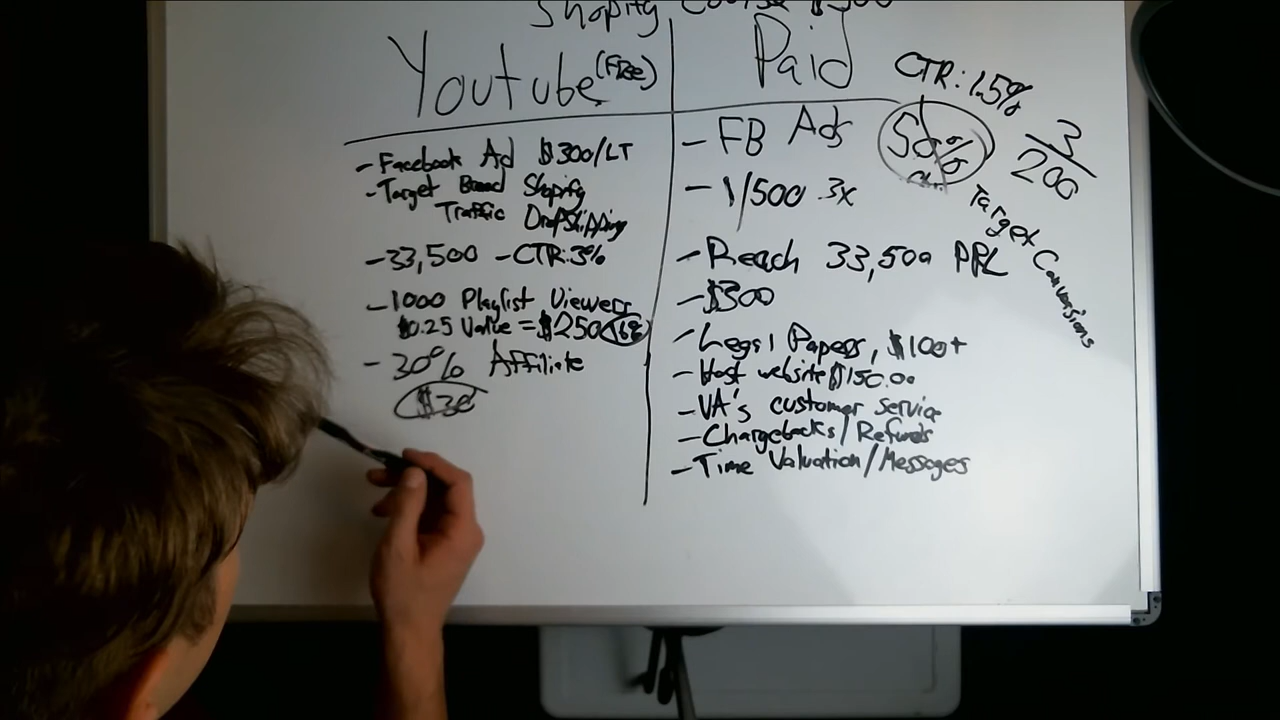 Shopify Course $500
Youtube (Free)
- Facebook Ad $300/LT
- Target Broad Shopify
Traffic DropShipping
- 33,500 - CTR:3%
- 1000 Playlist Viewers
$0.25 Value = $250
- 30% Affiliate
$30
Paid
CTR: 1.5%
3/200
- FB Ads
- 1/500 3x
Target Conversions
- Reach 33,500 PPL
- $300
- Legal Papers, $100+
- Host website $150.00
- VA's customer service
- Chargebacks/Refunds
- Time Valuation/Messages